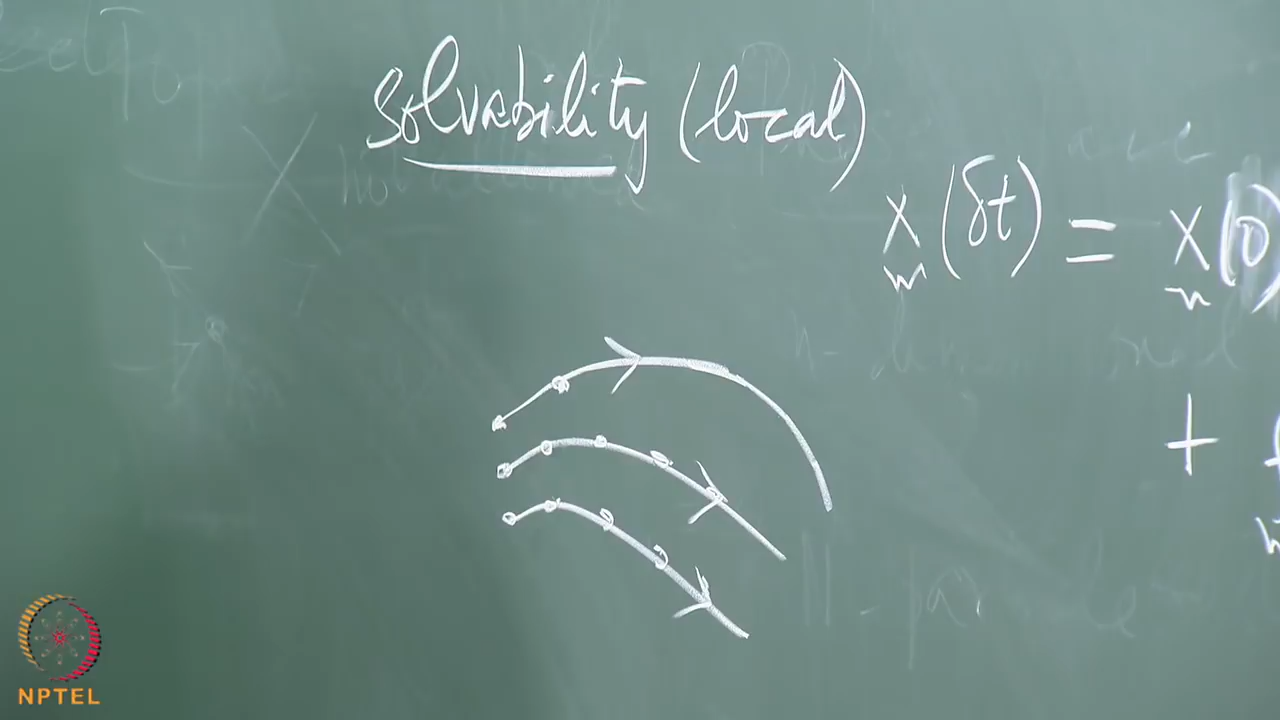 solvability (local)
x(δt) = x(0)
+
NPTEL